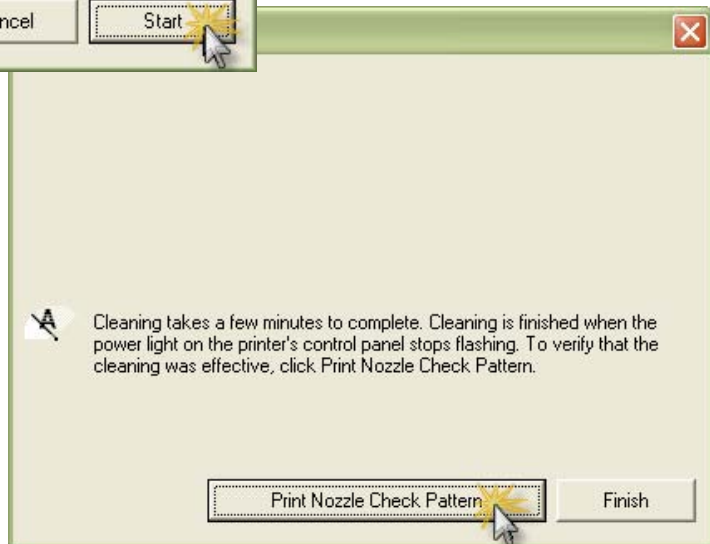 Start
Cleaning takes a few minutes to complete. Cleaning is finished when the
power light on the printer's control panel stops flashing. To verify that the
cleaning was effective, click Print Nozzle Check Pattern.
Print Nozzle Check Pattern
Finish